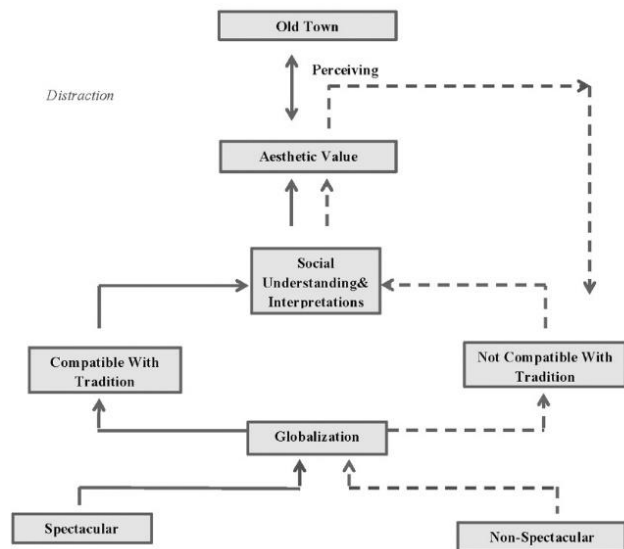 Old Town
Perceiving
Distraction
Aesthetic Value
Social
Understanding&
Interpretations
Compatible With
Tradition
Not Compatible With
Tradition
Globalization
Spectacular
Non-Spectacular